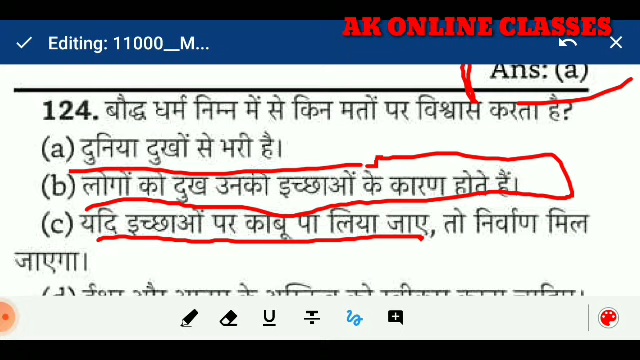 AK ONLINE CLASSES
Editing: 11000__M...
Ans: (a)
124. बौद्ध धर्म निम्न में से किन मतों पर विश्वास करता है?
(a) दुनिया दुखों से भरी है।
(b) लोगों को दुख उनकी इच्छाओं के कारण होते हैं।
(c) यदि इच्छाओं पर काबू पा लिया जाए, तो निर्वाण मिल
जाएगा।